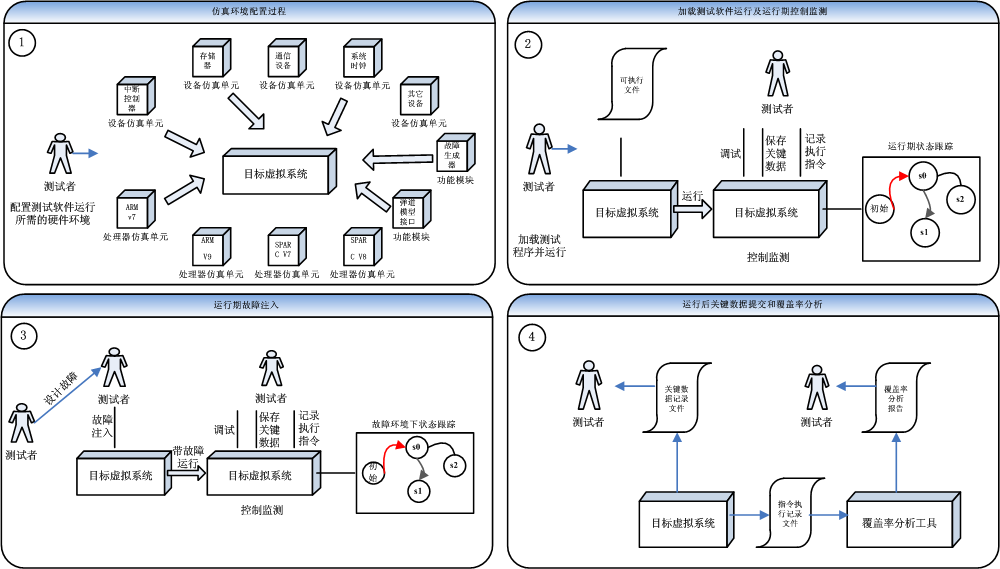 仿真环境配置过程
1
存储
器
设备仿真单元
通信
设备
设备仿真单元
系统
时钟
设备仿真单元
中断
控制
器
设备仿真单元
其它
设备
设备仿真单元
测试者
配置测试软件运行
所需的硬件环境
目标虚拟系统
故障
生成
器
功能模块
ARM
v7
处理器仿真单元
弹道
模型
接口
功能模块
ARM
V9
处理器仿真单元
SPAR
C V7
处理器仿真单元
SPAR
C V8
处理器仿真单元
加载测试软件运行及运行期控制监测
2
可执行
文件
测试者
测试者
加载测试
程序并运行
调试
保存
关键
数据
记录
执行
指令
目标虚拟系统
运行
目标虚拟系统
控制监测
运行期状态跟踪
初始
s0
s1
s2
运行期故障注入
3
测试者
设计故障
测试者
故障
注入
目标虚拟系统
带故障
运行
测试者
调试
保存
关键
数据
记录
执行
指令
目标虚拟系统
控制监测
故障环境下状态跟踪
初
始
s0
s1
s2
运行后关键数据提交和覆盖率分析
4
测试者
关键数
据记录
文件
测试者
覆盖率
分析
报告
目标虚拟系统
指令执
行记录
文件
覆盖率分析工具